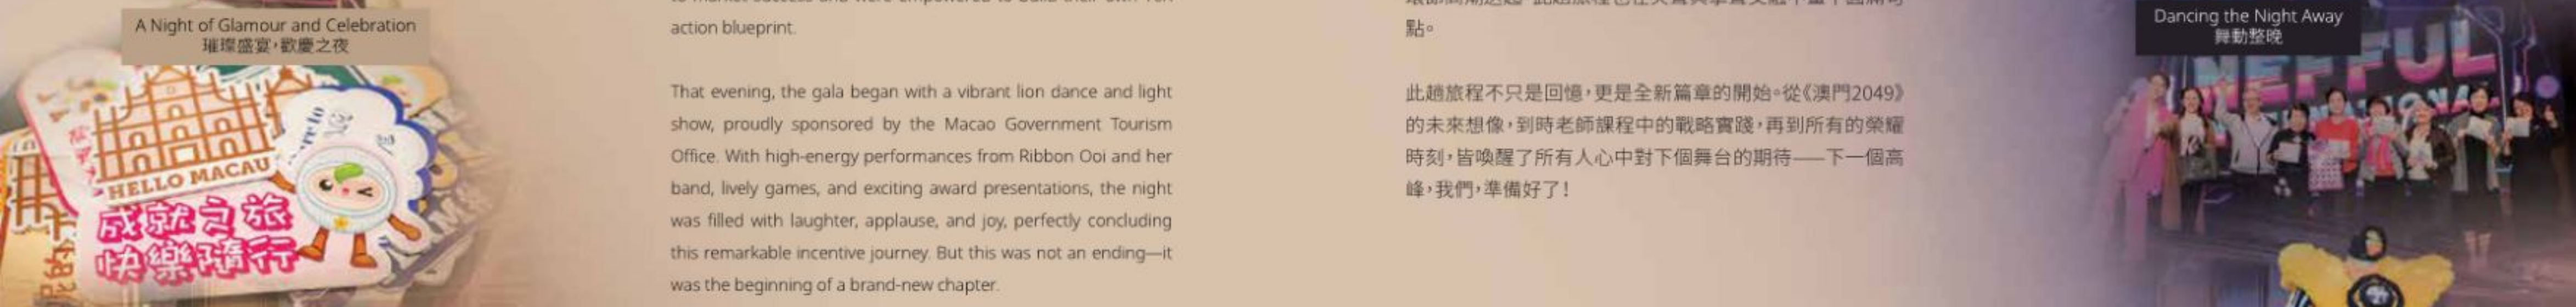 A Night of Glamour and Celebration
璀璨盛宴，歡慶之夜
HELLO MACAU
成就之旅
快樂隨行
action blueprint.
That evening, the gala began with a vibrant lion dance and light
show, proudly sponsored by the Macao Government Tourism
Office. With high-energy performances from Ribbon Ooi and her
band, lively games, and exciting award presentations, the night
was filled with laughter, applause, and joy, perfectly concluding
this remarkable incentive journey. But this was not an ending—it
was the beginning of a brand-new chapter.
點。
此趟旅程不只是回憶，更是全新篇章的開始。從《澳門2049》
的未來想像，到時老師課程中的戰略實踐，再到所有的榮耀
時刻，皆喚醒了所有人心中對下個舞台的期待——下一個高
峰，我們，準備好了！
Dancing the Night Away
舞動整晚
NEFFUL